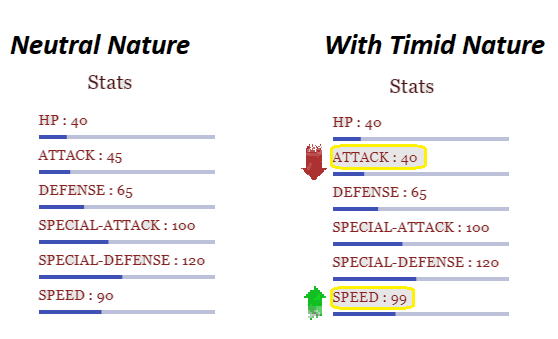 Neutral Nature
Stats
HP : 40
ATTACK : 45
DEFENSE : 65
SPECIAL-ATTACK : 100
SPECIAL-DEFENSE : 120
SPEED : 90
With Timid Nature
Stats
HP : 40
ATTACK : 40
DEFENSE : 65
SPECIAL-ATTACK : 100
SPECIAL-DEFENSE : 120
SPEED : 99